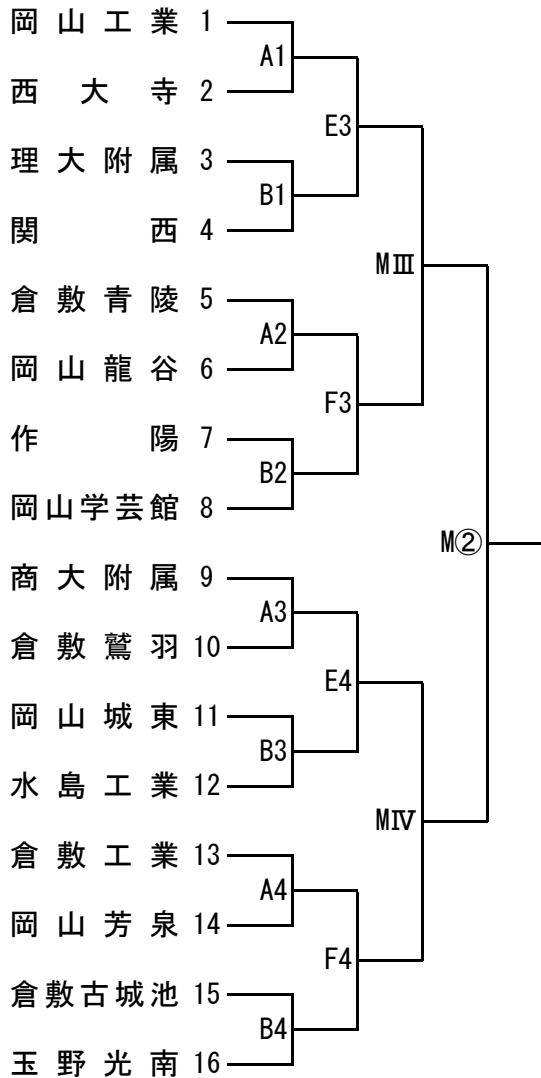 岡山工業 1
A1
西大寺 2
E3
理大附属 3
B1
関西 4
MⅢ
倉敷青陵 5
A2
岡山龍谷 6
F3
作陽 7
B2
岡山学芸館 8
M②
商大附属 9
A3
倉敷鷲羽 10
E4
岡山城東 11
B3
水島工業 12
MⅣ
倉敷工業 13
A4
岡山芳泉 14
F4
倉敷古城池 15
B4
玉野光南 16